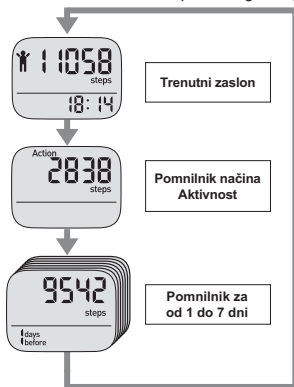 11058
steps
18:14
Trenutni zaslon
Action
2838
steps
Pomnilnik načina
Aktivnost
9542
steps
1 days
before
Pomnilnik za
od 1 do 7 dni